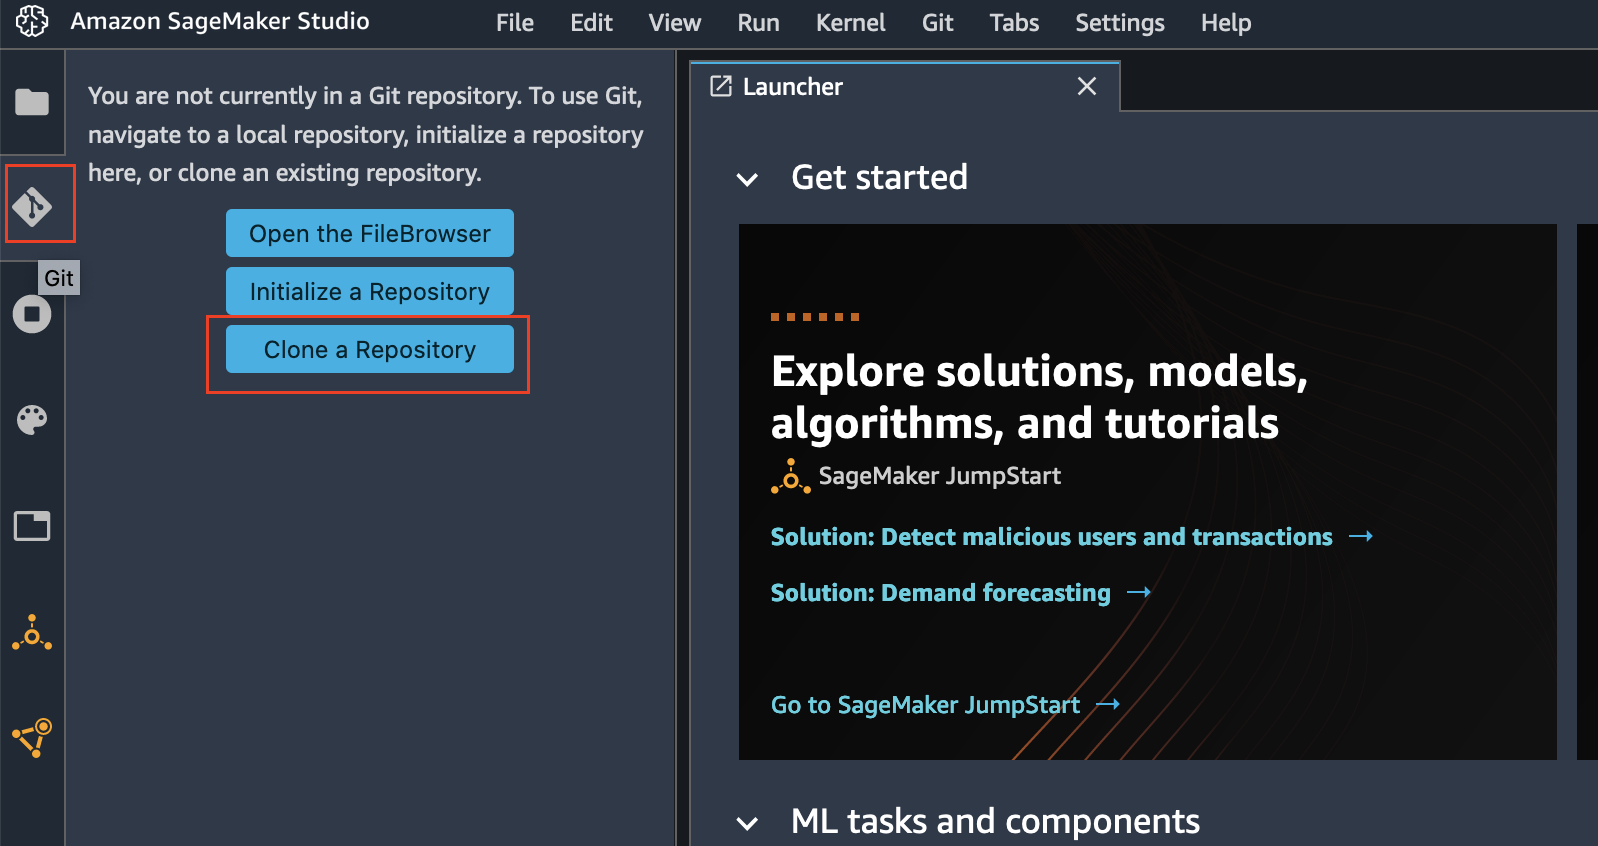 Amazon SageMaker Studio
File Edit View Run Kernel Git Tabs Settings Help
You are not currently in a Git repository. To use Git,
navigate to a local repository, initialize a repository
here, or clone an existing repository.
Open the FileBrowser
Initialize a Repository
Clone a Repository
Git
Launcher
Get started
Explore solutions, models,
algorithms, and tutorials
SageMaker JumpStart
Solution: Detect malicious users and transactions →
Solution: Demand forecasting →
Go to SageMaker JumpStart →
ML tasks and components